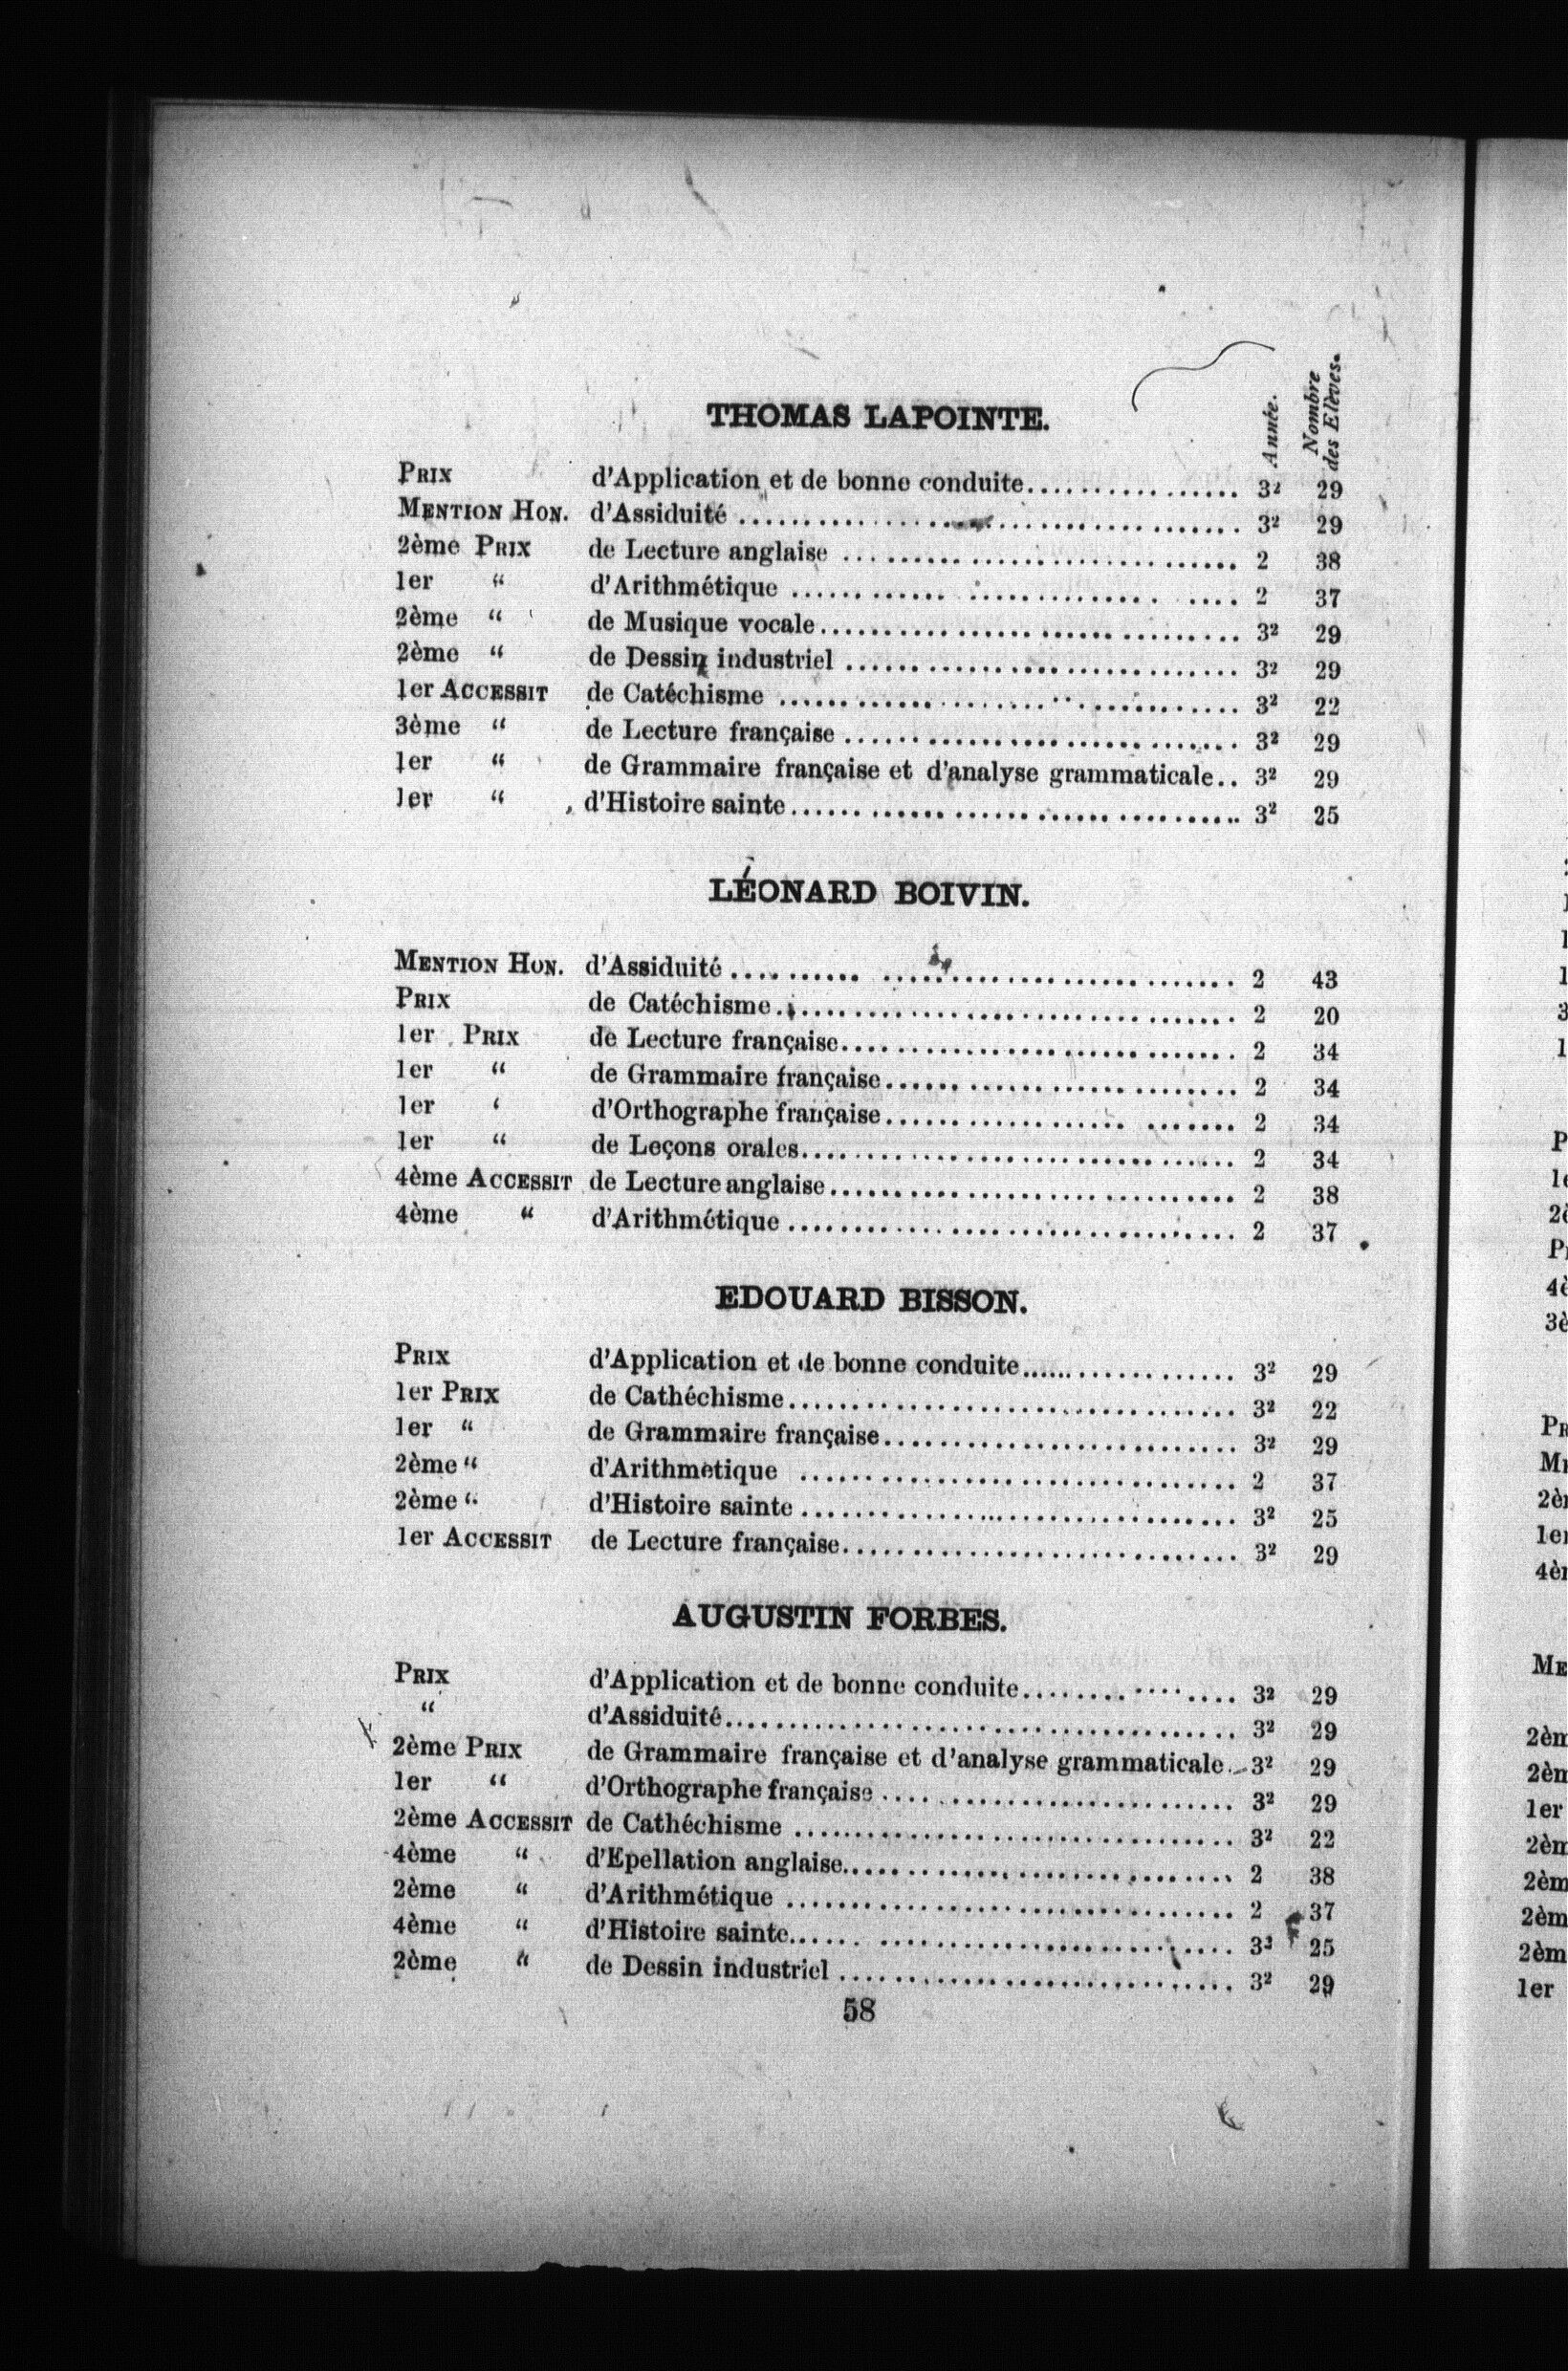 THOMAS LAPOINTE.
Année.
Nombre
des Elèves.
PRIX d'Application et de bonne conduite................ 3² 29
MENTION HON. d'Assiduité .................................... 3² 29
2ème PRIX de Lecture anglaise .............................. 2 38
1er “ d'Arithmétique .................................. 2 37
2ème “ de Musique vocale................................ 3² 29
2ème “ de Dessin industriel .............................. 3² 29
1er ACCESSIT de Catéchisme ................................... 3² 22
3ème “ de Lecture française .............................. 3² 29
1er “ de Grammaire française et d'analyse grammaticale.. 3² 29
1er “ d'Histoire sainte.................................. 3² 25
LÉONARD BOIVIN.
MENTION HON. d'Assiduité .................................... 2 43
PRIX de Catéchisme.................................... 2 20
1er PRIX de Lecture française.............................. 2 34
1er “ de Grammaire française........................... 2 34
1er ‘ d'Orthographe française.......................... 2 34
1er “ de Leçons orales................................. 2 34
4ème ACCESSIT de Lecture anglaise............................... 2 38
4ème “ d'Arithmétique .................................. 2 37
EDOUARD BISSON.
PRIX d'Application et de bonne conduite................. 3² 29
1er PRIX de Cathéchisme................................... 3² 22
1er “ de Grammaire française........................... 3² 29
2ème “ d'Arithmetique .................................. 2 37
2ème “ d'Histoire sainte ................................. 3² 25
1er ACCESSIT de Lecture française.............................. 3² 29
AUGUSTIN FORBES.
PRIX d'Application et de bonne conduite................ 3² 29
“ d'Assiduité....................................... 3² 29
2ème PRIX de Grammaire française et d'analyse grammaticale.. 3² 29
1er “ d'Orthographe française ........................... 3² 29
2ème ACCESSIT de Cathéchisme .................................. 3² 22
4ème “ d'Epellation anglaise.............................. 2 38
2ème “ d'Arithmétique .................................. 2 37
4ème “ d'Histoire sainte.................................. 3² 25
2ème “ de Dessin industriel .............................. 3² 29
58